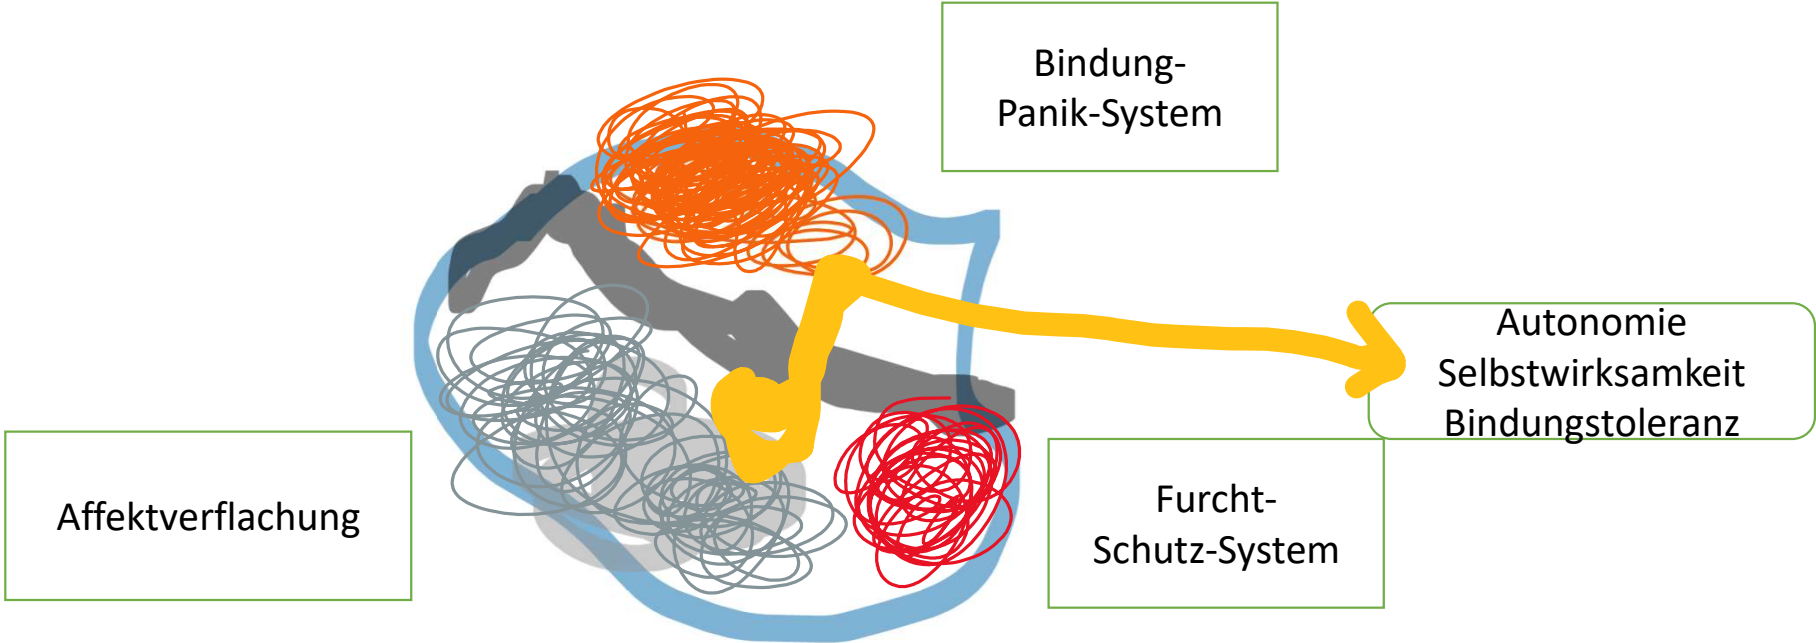 Bindung-
Panik-System
Autonomie
Selbstwirksamkeit
Bindungstoleranz
Affektverflachung
Furcht-
Schutz-System